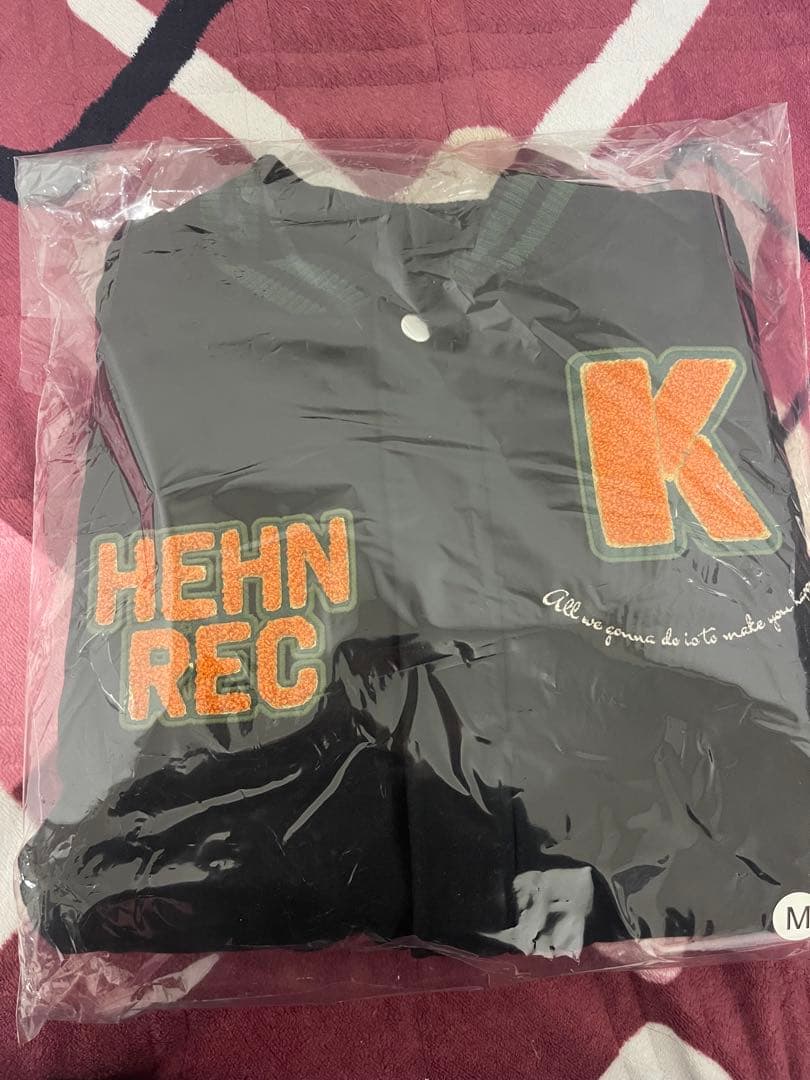 K
HEHN
REC
All we gonna do is to make you
M